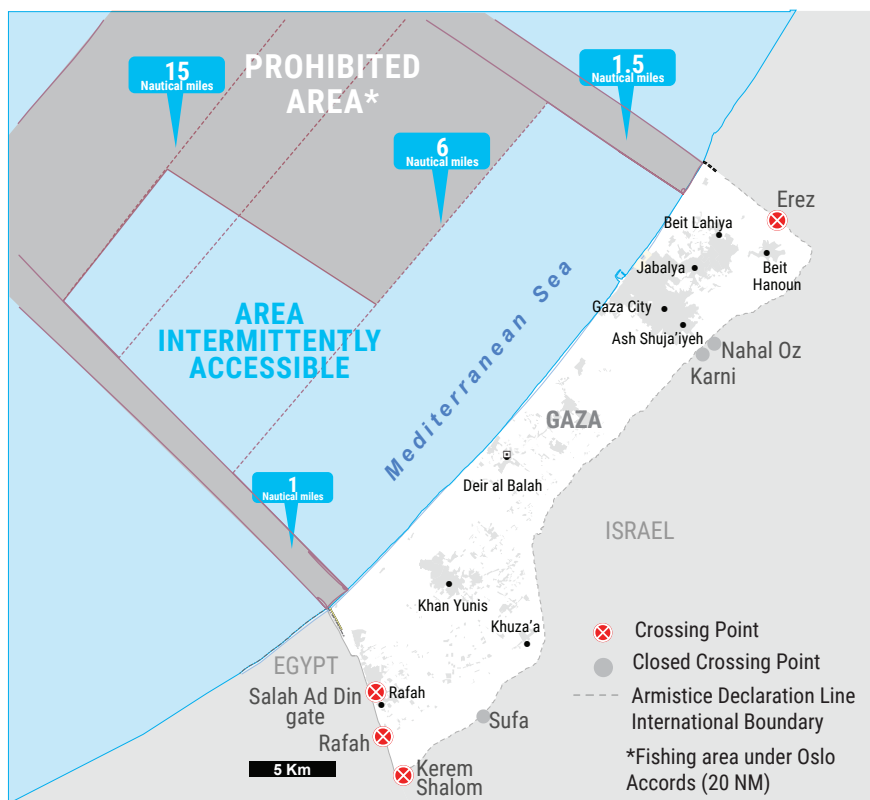 15
Nautical miles
PROHIBITED
AREA*
1.5
Nautical miles
6
Nautical miles
Erez
Beit Lahiya
Jabalya
Beit
Hanoun
Gaza City
Ash Shuja'iyeh
Nahal Oz
Karni
AREA
INTERMITTENTLY
ACCESSIBLE
Mediterranean Sea
GAZA
Deir al Balah
1
Nautical miles
ISRAEL
Khan Yunis
Khuza'a
EGYPT
Salah Ad Din
gate
Rafah
Rafah
Sufa
Kerem
Shalom
5 Km
Crossing Point
Closed Crossing Point
Armistice Declaration Line
International Boundary
*Fishing area under Oslo
Accords (20 NM)